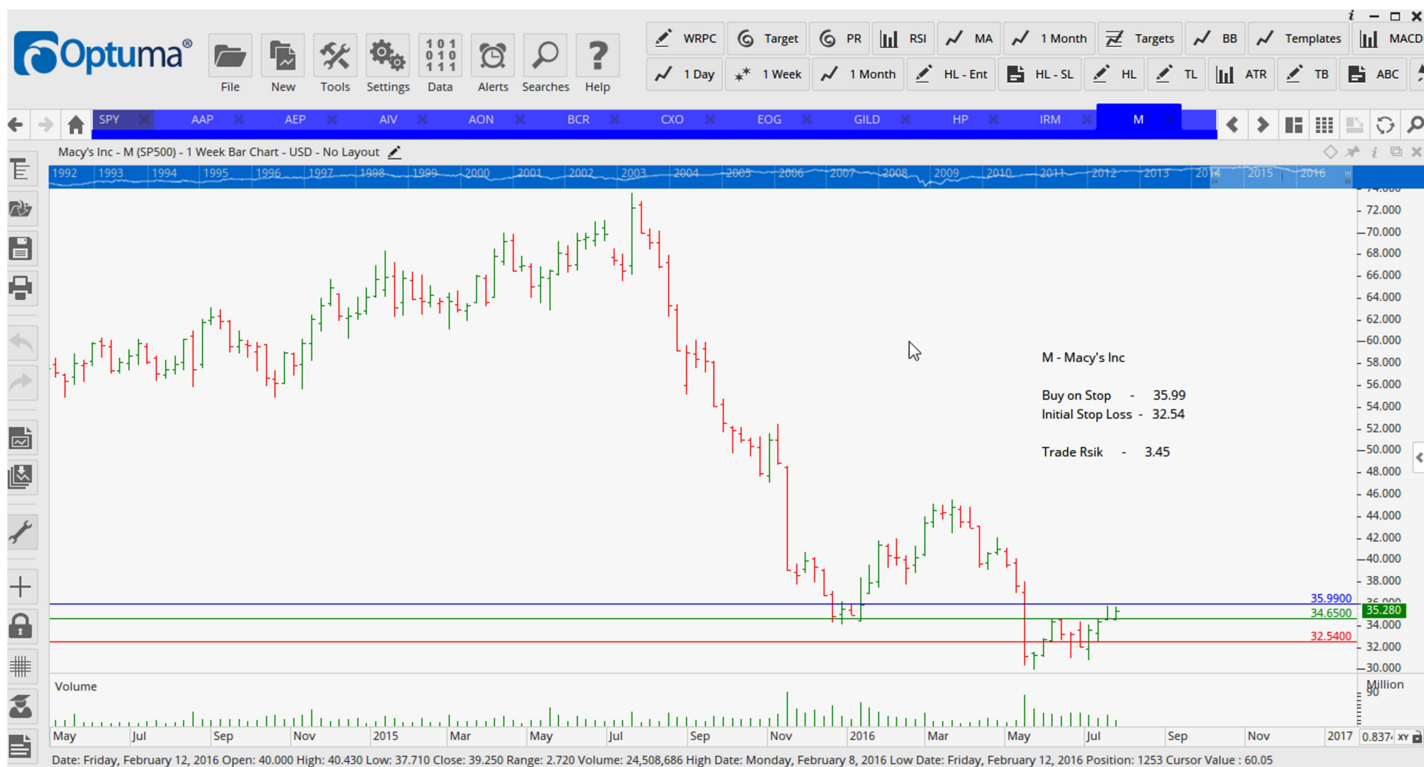 Optuma®
File New Tools Settings Data Alerts Searches Help
WRPC Target PR RSI MA 1 Month Targets BB Templates MACD
1 Day 1 Week 1 Month HL - Ent HL - SL HL TL ATR TB ABC
SPY AAP AEP AIV AON BCR CXO EOG GILD HP IRM M
Macy's Inc - M (SP500) - 1 Week Bar Chart - USD - No Layout
1992 1993 1994 1995 1996 1997 1998 1999 2000 2001 2002 2003 2004 2005 2006 2007 2008 2009 2010 2011 2012 2013 2014 2015 2016
74.000
72.000
70.000
68.000
66.000
64.000
62.000
60.000
58.000
56.000
54.000
52.000
50.000
48.000
46.000
44.000
42.000
40.000
38.000
36.000
34.000
32.000
30.000
M - Macy's Inc
Buy on Stop - 35.99
Initial Stop Loss - 32.54
Trade Rsik - 3.45
35.9900
34.6500
35.280
32.5400
Volume
Million
90
May Jul Sep Nov 2015 Mar May Jul Sep Nov 2016 Mar May Jul Sep Nov 2017
0.837 XY
Date: Friday, February 12, 2016 Open: 40.000 High: 40.430 Low: 37.710 Close: 39.250 Range: 2.720 Volume: 24,508,686 High Date: Monday, February 8, 2016 Low Date: Friday, February 12, 2016 Position: 1253 Cursor Value : 60.05